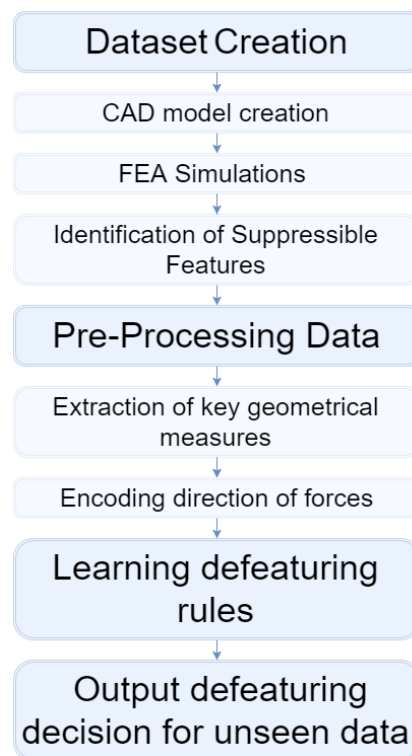 Dataset Creation
CAD model creation
FEA Simulations
Identification of Suppressible
Features
Pre-Processing Data
Extraction of key geometrical
measures
Encoding direction of forces
Learning defeaturing
rules
Output defeaturing
decision for unseen data